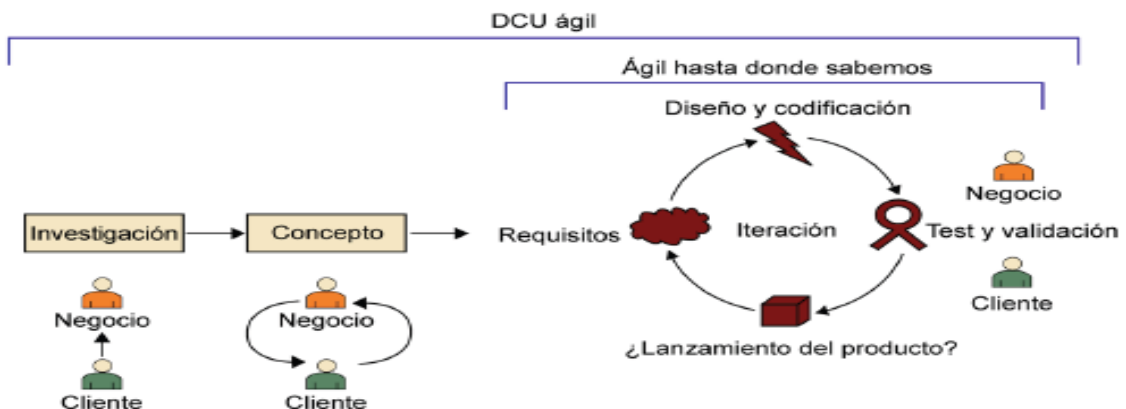 DCU ágil
Ágil hasta donde sabemos
Diseño y codificación
Negocio
Investigación
Concepto
Requisitos
Iteración
Test y validación
Negocio
Negocio
Cliente
¿Lanzamiento del producto?
Cliente
Cliente